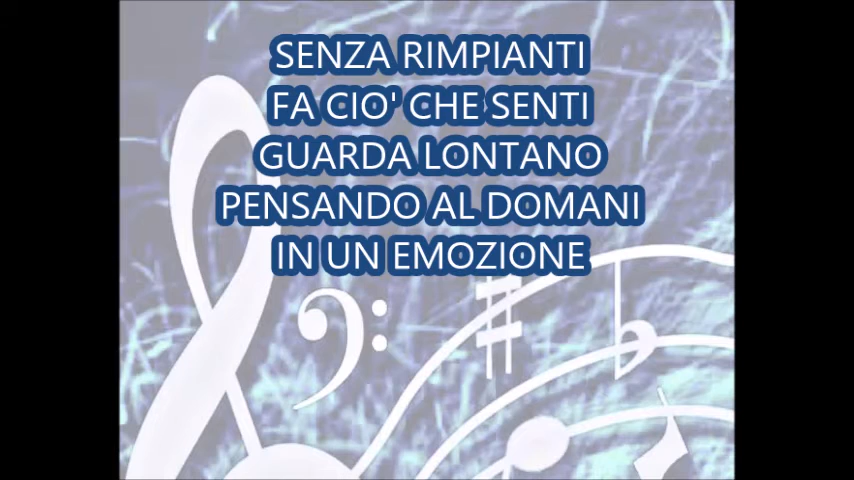 SENZA RIMPIANTI
FA CIO' CHE SENTI
GUARDA LONTANO
PENSANDO AL DOMANI
IN UN EMOZIONE